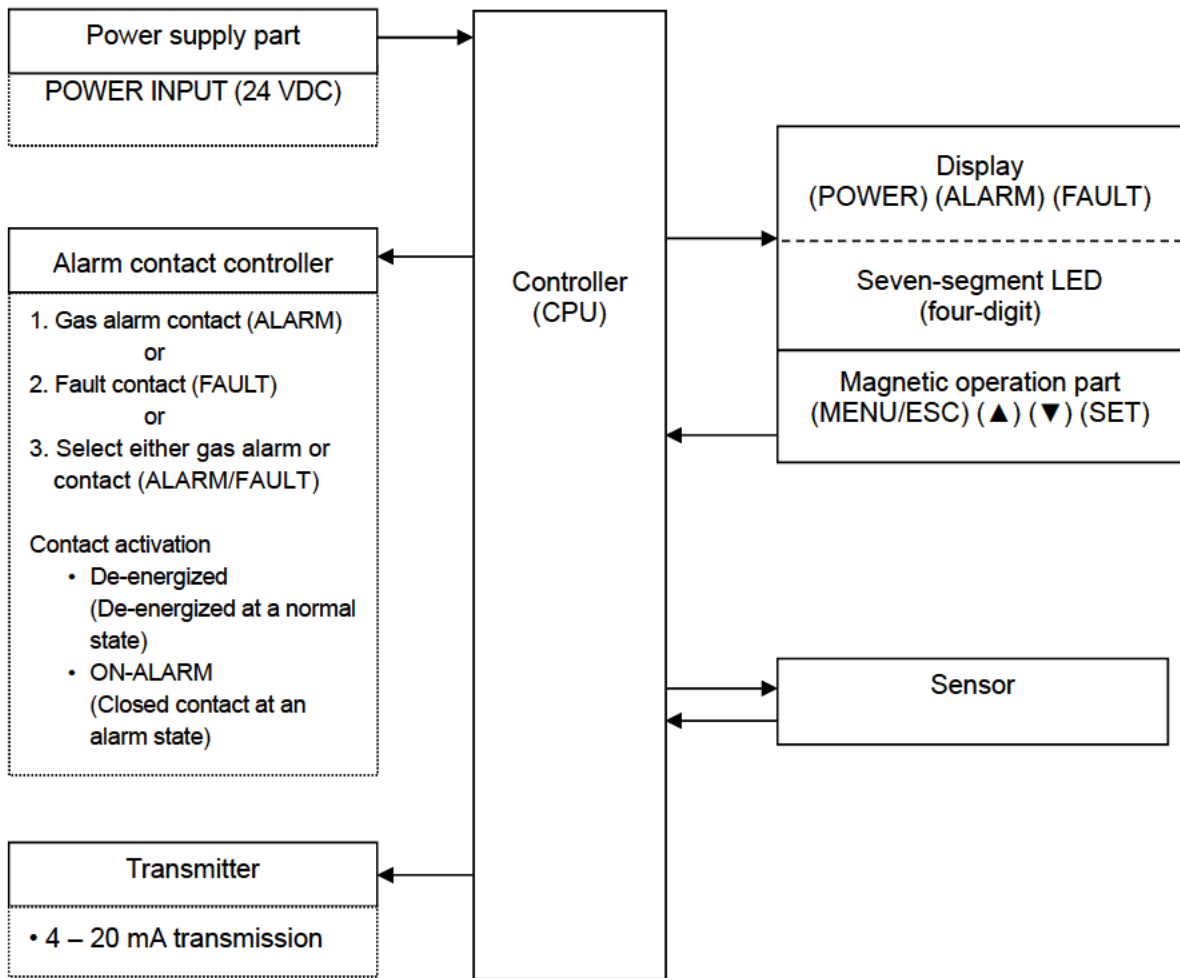 Power supply part
POWER INPUT (24 VDC)
Alarm contact controller
1. Gas alarm contact (ALARM)
or
2. Fault contact (FAULT)
or
3. Select either gas alarm or
contact (ALARM/FAULT)
Contact activation
• De-energized
(De-energized at a normal
state)
• ON-ALARM
(Closed contact at an
alarm state)
Transmitter
• 4 – 20 mA transmission
Controller
(CPU)
Display
(POWER) (ALARM) (FAULT)
Seven-segment LED
(four-digit)
Magnetic operation part
(MENU/ESC) (▲) (▼) (SET)
Sensor